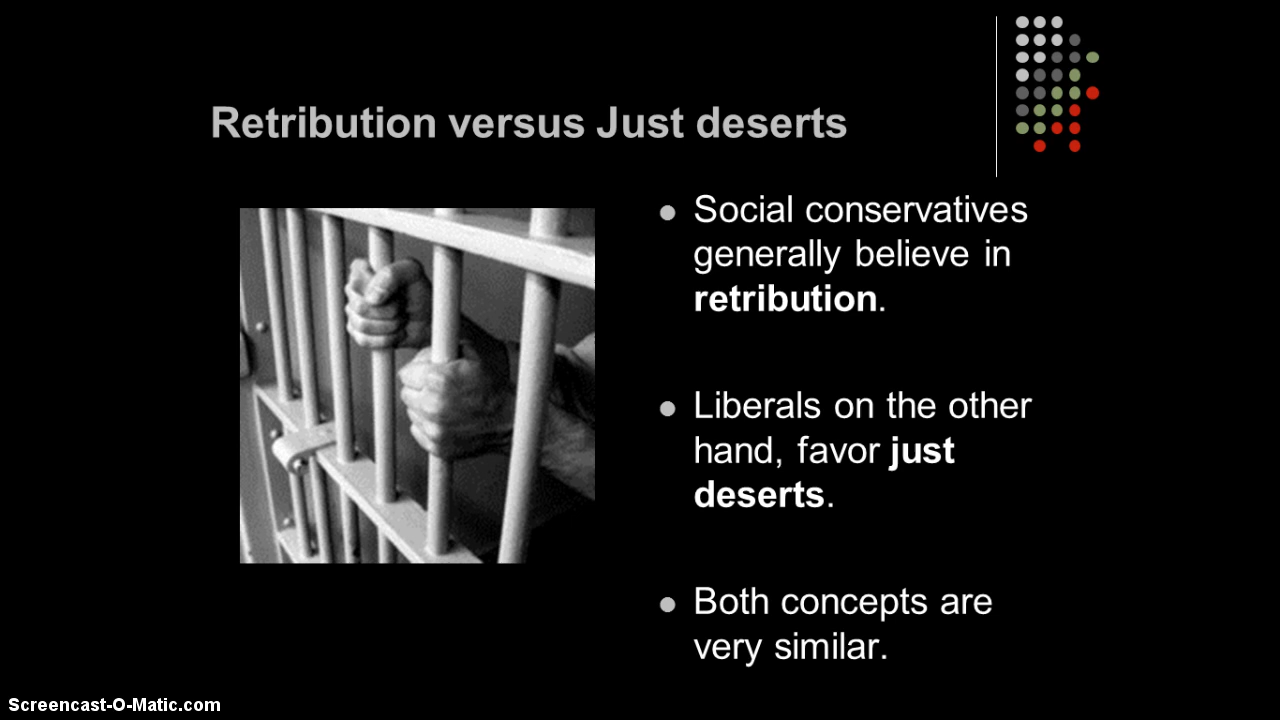 Retribution versus Just deserts
Social conservatives
generally believe in
retribution.
Liberals on the other
hand, favor just
deserts.
Both concepts are
very similar.
Screencast-O-Matic.com